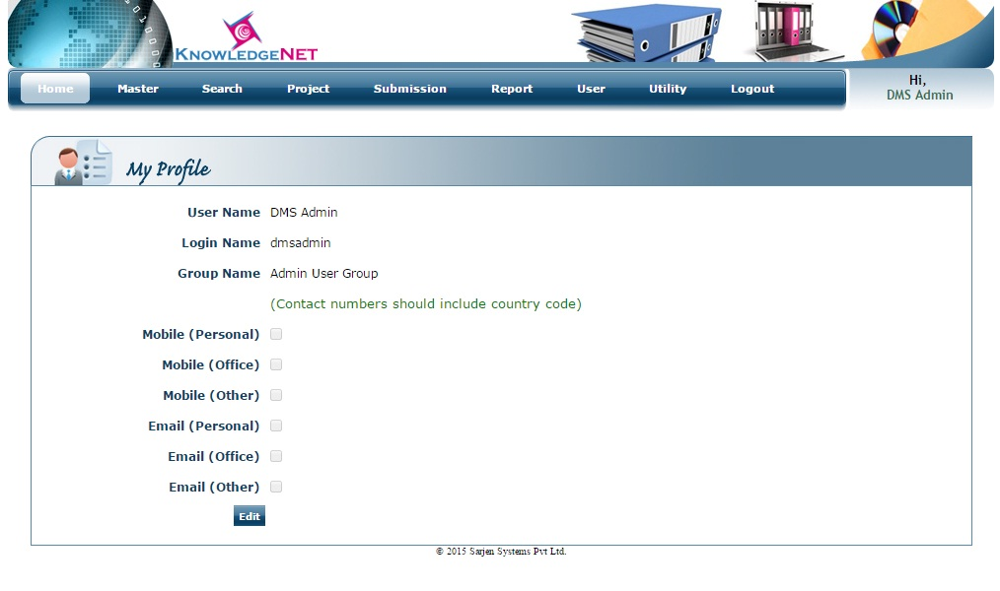 KNOWLEDGENET
Home Master Search Project Submission Report User Utility Logout
Hi,
DMS Admin
My Profile
User Name DMS Admin
Login Name dmsadmin
Group Name Admin User Group
(Contact numbers should include country code)
Mobile (Personal)
Mobile (Office)
Mobile (Other)
Email (Personal)
Email (Office)
Email (Other)
Edit
© 2015 Sarjen Systems Pvt Ltd.